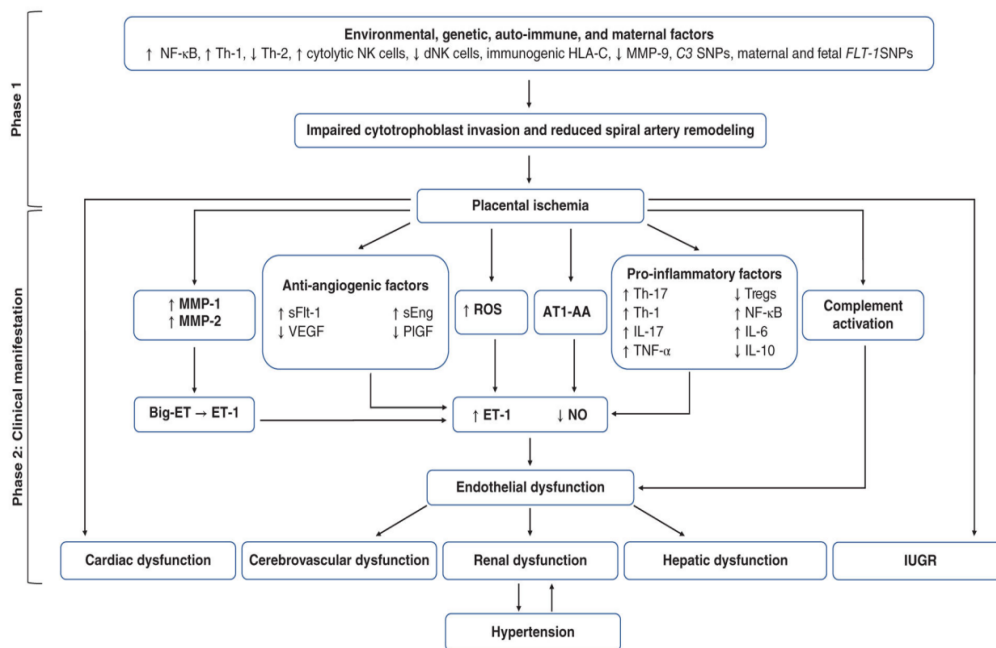 Phase 1
Environmental, genetic, auto-immune, and maternal factors
↑ NF-κB, ↑ Th-1, ↓ Th-2, ↑ cytolytic NK cells, ↓ dNK cells, immunogenic HLA-C, ↓ MMP-9, C3 SNPs, maternal and fetal FLT-1SNPs
Impaired cytotrophoblast invasion and reduced spiral artery remodeling
Phase 2: Clinical manifestation
Placental ischemia
↑ MMP-1
↑ MMP-2
Anti-angiogenic factors
↑ sFlt-1 ↑ sEng
↓ VEGF ↓ PlGF
↑ ROS
AT1-AA
Pro-inflammatory factors
↑ Th-17 ↓ Tregs
↑ Th-1 ↑ NF-κB
↑ IL-17 ↑ IL-6
↑ TNF-α ↓ IL-10
Complement
activation
Big-ET → ET-1
↑ ET-1 ↓ NO
Endothelial dysfunction
Cardiac dysfunction
Cerebrovascular dysfunction
Renal dysfunction
Hepatic dysfunction
IUGR
Hypertension